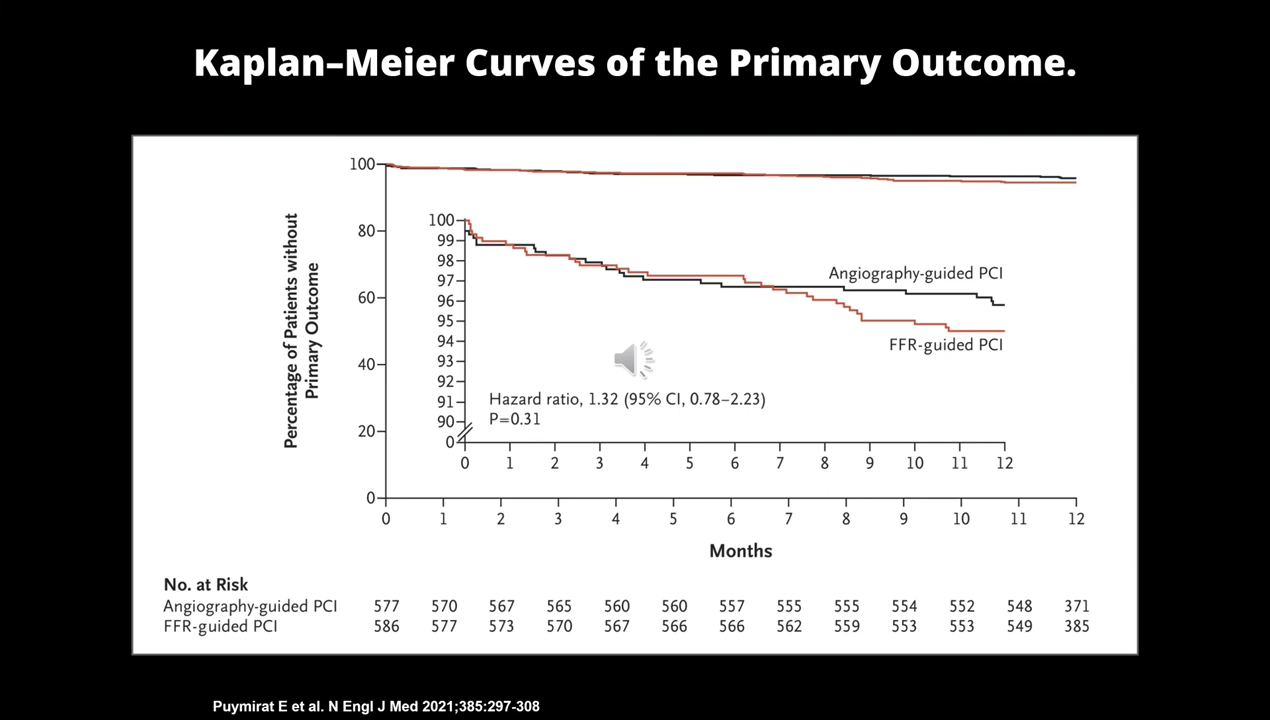 Kaplan–Meier Curves of the Primary Outcome.
Percentage of Patients without
Primary Outcome
100
80
60
40
20
0
100
99
98
97
96
95
94
93
92
91
90
0
Angiography-guided PCI
FFR-guided PCI
Hazard ratio, 1.32 (95% CI, 0.78–2.23)
P=0.31
0 1 2 3 4 5 6 7 8 9 10 11 12
0 1 2 3 4 5 6 7 8 9 10 11 12
Months
No. at Risk
Angiography-guided PCI 577 570 567 565 560 560 557 555 555 554 552 548 371
FFR-guided PCI 586 577 573 570 567 566 566 562 559 553 553 549 385
Puymirat E et al. N Engl J Med 2021;385:297-308